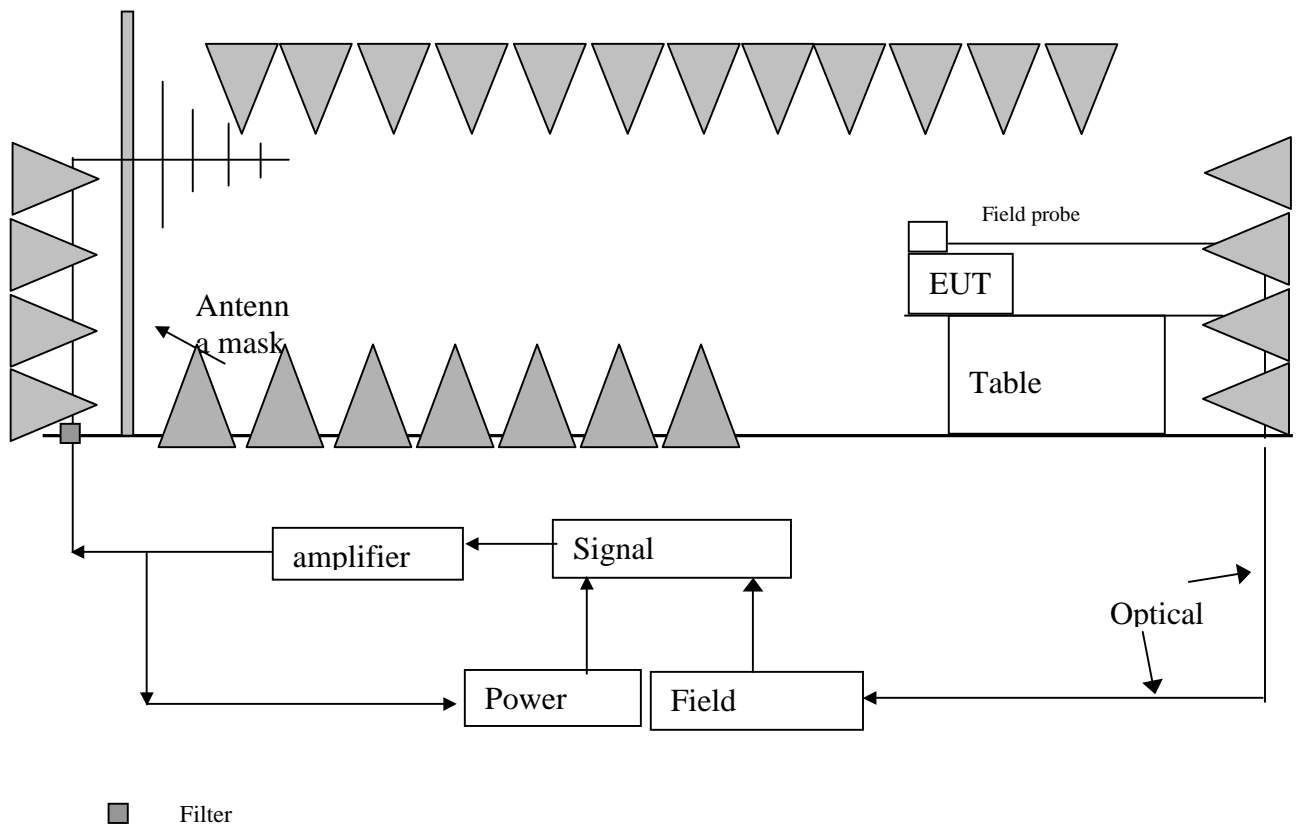 Field probe
EUT
Antenn
a mask
Table
amplifier
Signal
Optical
Power
Field
Filter